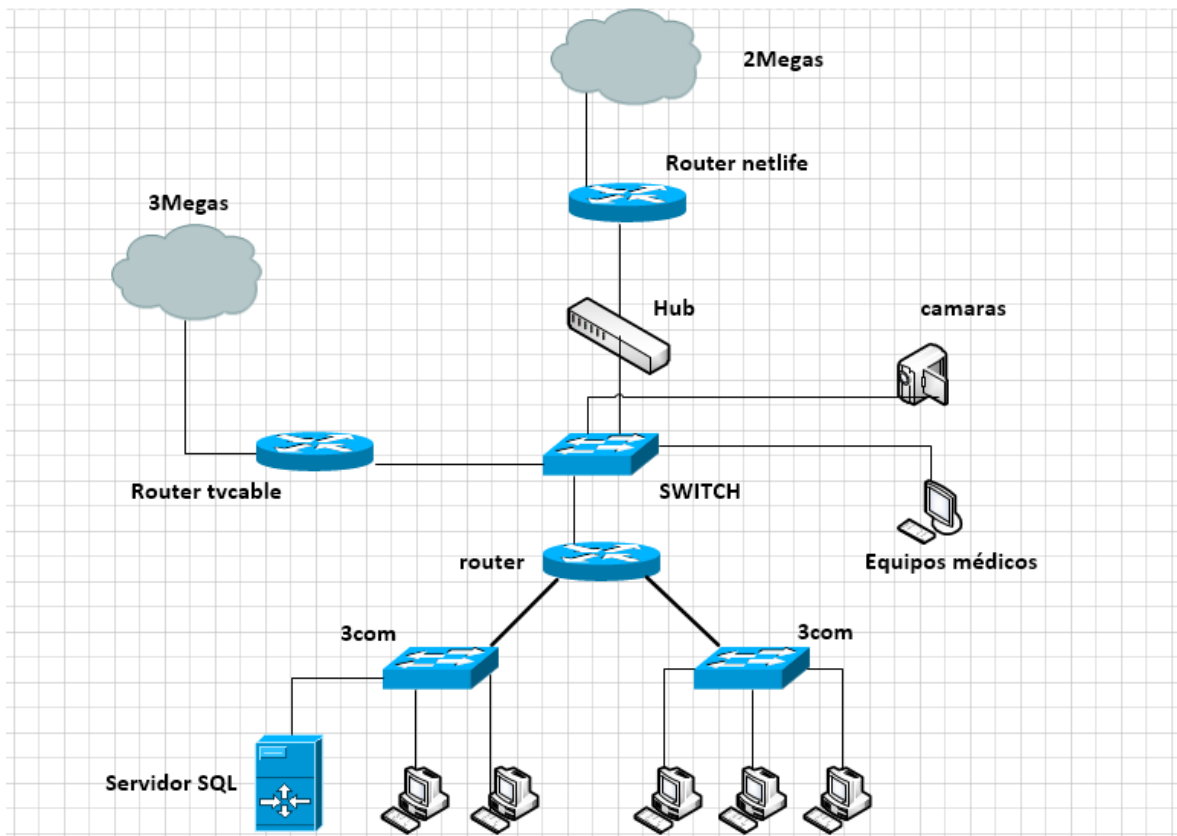 2Megas
Router netlife
3Megas
Hub
camaras
Router tvcable
SWITCH
router
Equipos médicos
3com
3com
Servidor SQL